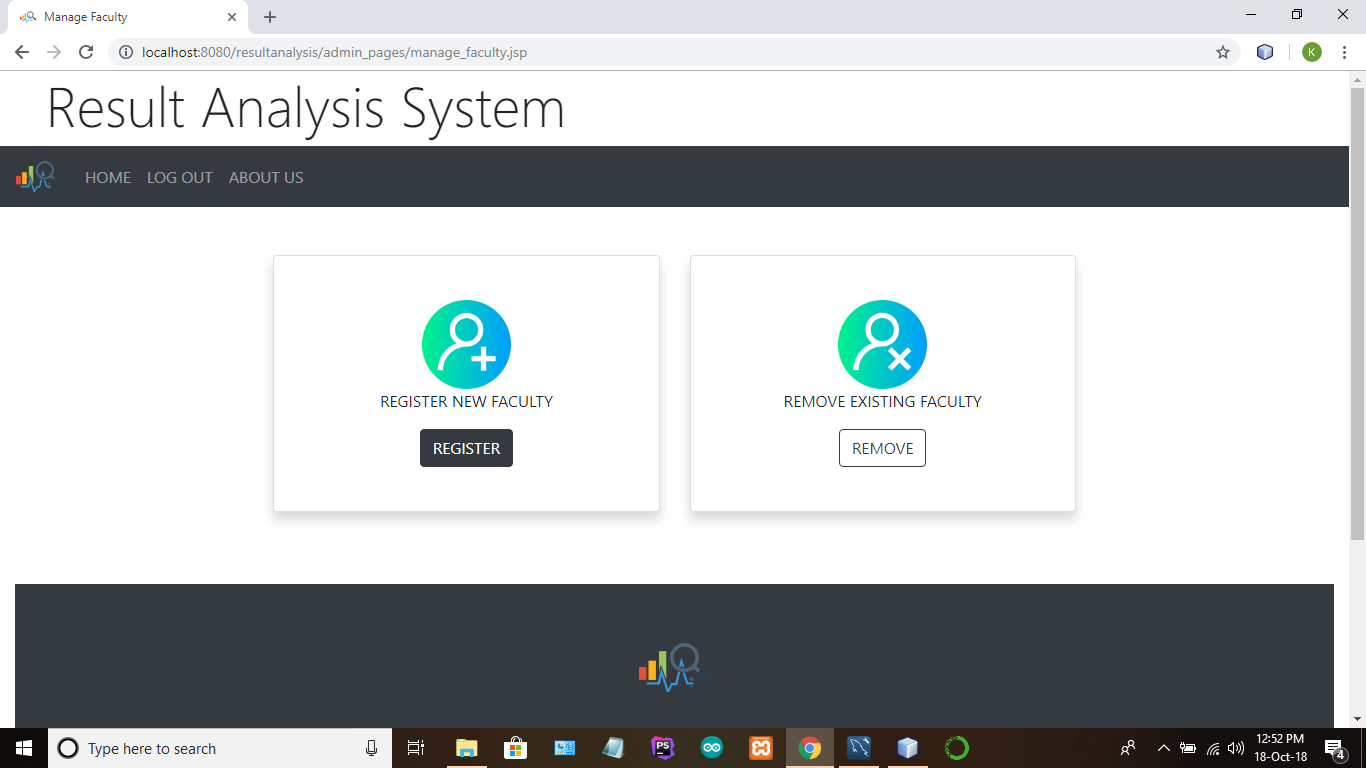 Manage Faculty
localhost:8080/resultanalysis/admin_pages/manage_faculty.jsp
K
Result Analysis System
HOME LOG OUT ABOUT US
REGISTER NEW FACULTY
REGISTER
REMOVE EXISTING FACULTY
REMOVE
Type here to search
PS
12:52 PM
18-Oct-18
4